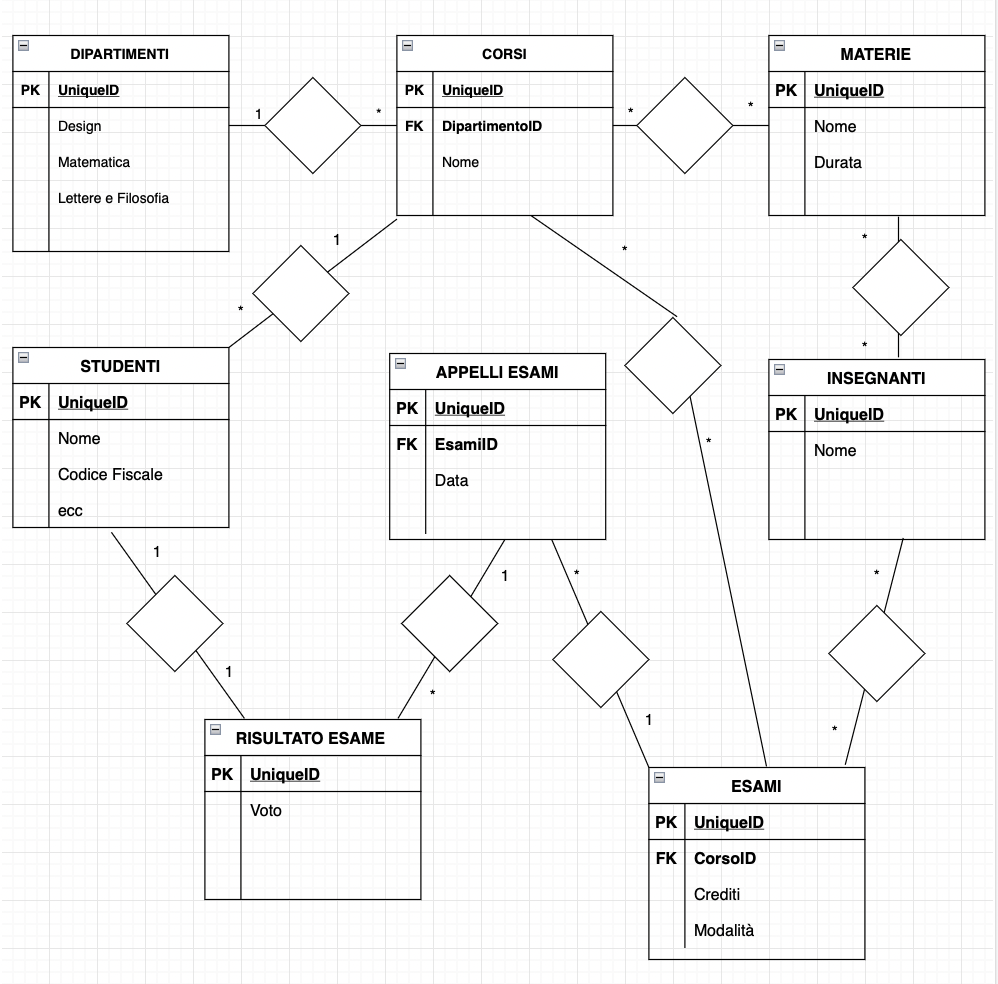 DIPARTIMENTI
PK UniqueID
Design
Matematica
Lettere e Filosofia
1
*
CORSI
PK UniqueID
FK DipartimentoID
Nome
*
*
MATERIE
PK UniqueID
Nome
Durata
1
*
*
*
*
STUDENTI
PK UniqueID
Nome
Codice Fiscale
ecc
APPELLI ESAMI
PK UniqueID
FK EsamiID
Data
*
INSEGNANTI
PK UniqueID
Nome
1
1
1
*
*
1
*
*
RISULTATO ESAME
PK UniqueID
Voto
ESAMI
PK UniqueID
FK CorsoID
Crediti
Modalità